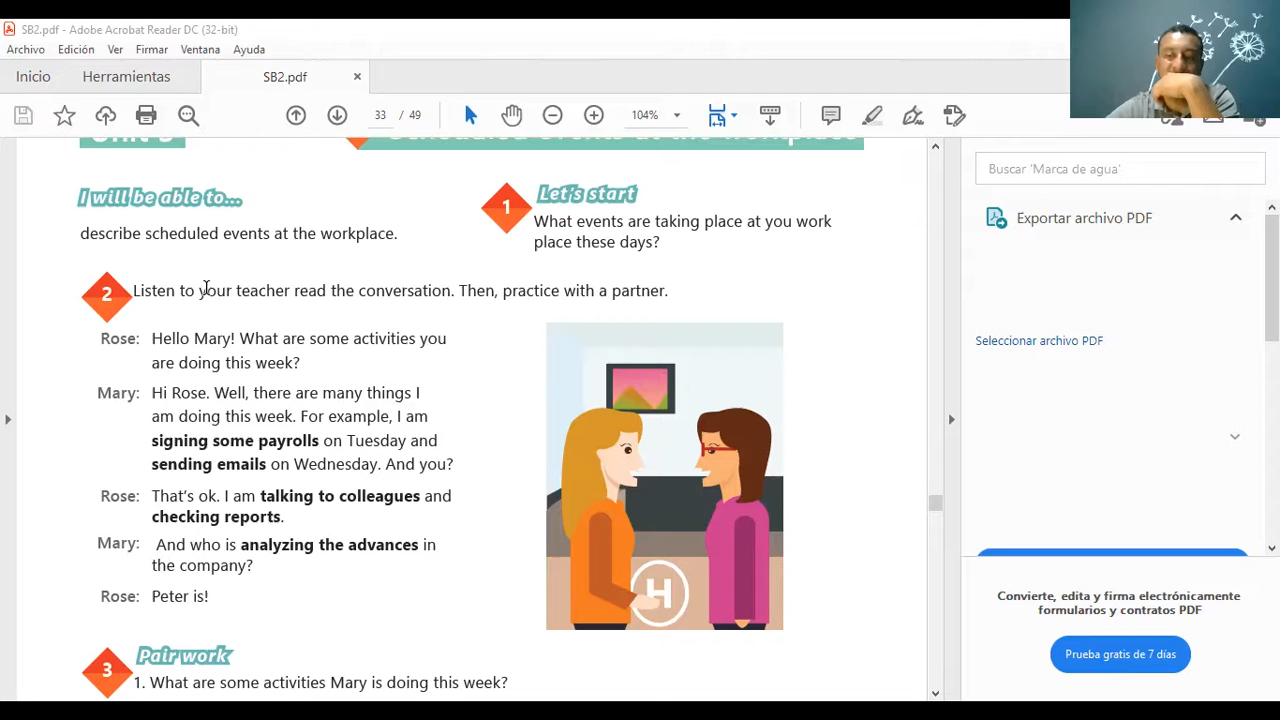 SB2.pdf - Adobe Acrobat Reader DC (32-bit)
Archivo Edición Ver Firmar Ventana Ayuda
Inicio Herramientas SB2.pdf ×
33 / 49 104%
I will be able to...
describe scheduled events at the workplace.
1 Let's start
What events are taking place at you work
place these days?
2 Listen to your teacher read the conversation. Then, practice with a partner.
Rose: Hello Mary! What are some activities you
are doing this week?
Mary: Hi Rose. Well, there are many things I
am doing this week. For example, I am
signing some payrolls on Tuesday and
sending emails on Wednesday. And you?
Rose: That's ok. I am talking to colleagues and
checking reports.
Mary: And who is analyzing the advances in
the company?
Rose: Peter is!
H
3 Pair work
1. What are some activities Mary is doing this week?
Buscar 'Marca de agua'
Exportar archivo PDF
Seleccionar archivo PDF
Convierte, edita y firma electrónicamente
formularios y contratos PDF
Prueba gratis de 7 días